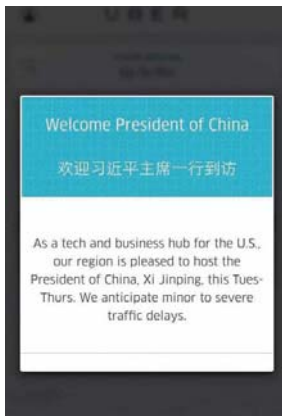 UBER
Welcome President of China
欢迎习近平主席一行到访
As a tech and business hub for the U.S.,
our region is pleased to host the
President of China, Xi Jinping, this Tues-
Thurs. We anticipate minor to severe
traffic delays.